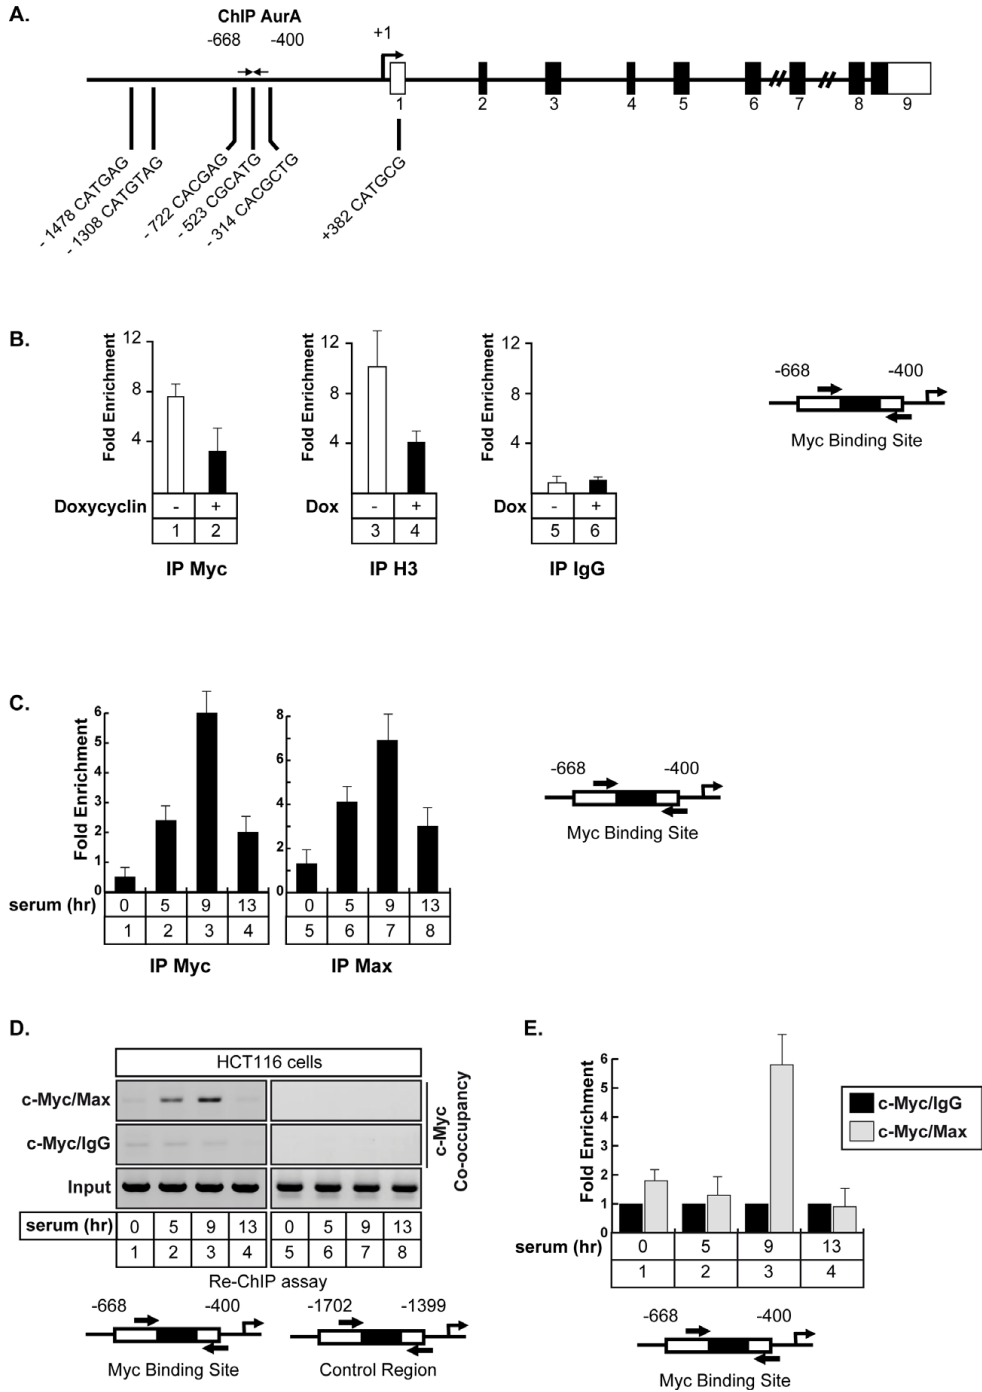 A.
ChIP AurA
-668 -400
+1
1 2 3 4 5 6 7 8 9
- 1478 CATGAG
- 1308 CATGTAG
- 722 CACGAG
- 523 CGCATG
- 314 CACGCTG
+382 CATGCG
B.
Fold Enrichment
12
8
4
Doxycyclin - +
1 2
IP Myc
Fold Enrichment
12
8
4
Dox - +
3 4
IP H3
Fold Enrichment
12
8
4
Dox - +
5 6
IP IgG
-668 -400
Myc Binding Site
C.
Fold Enrichment
6
5
4
3
2
1
0
serum (hr) 0 5 9 13
1 2 3 4
IP Myc
8
6
4
2
0
0 5 9 13
5 6 7 8
IP Max
-668 -400
Myc Binding Site
D.
HCT116 cells
c-Myc/Max
c-Myc/IgG
Input
c-Myc
Co-occupancy
serum (hr) 0 5 9 13 0 5 9 13
1 2 3 4 5 6 7 8
Re-ChIP assay
-668 -400
Myc Binding Site
-1702 -1399
Control Region
E.
Fold Enrichment
6
5
4
3
2
1
0
c-Myc/IgG
c-Myc/Max
serum (hr) 0 5 9 13
1 2 3 4
-668 -400
Myc Binding Site